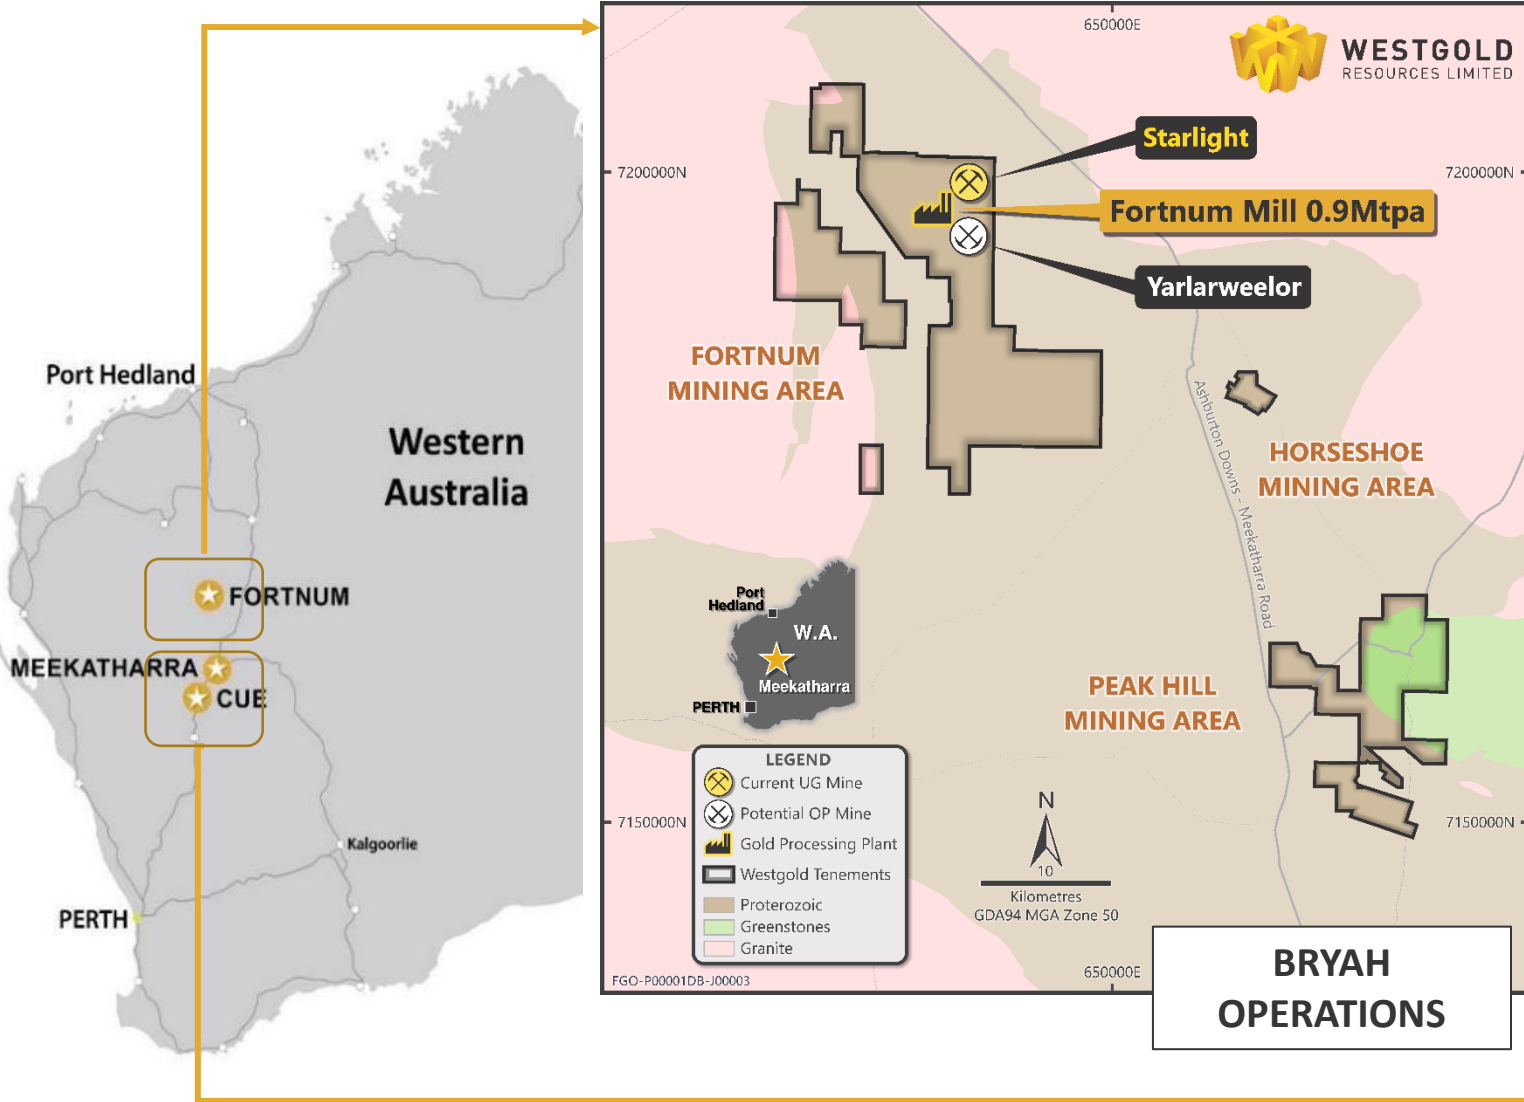 Port Hedland
Western
Australia
FORTNUM
MEEKATHARRA
CUE
Kalgoorlie
PERTH
650000E
WESTGOLD
RESOURCES LIMITED
Starlight
7200000N
7200000N
Fortnum Mill 0.9Mtpa
Yarlarweelor
FORTNUM
MINING AREA
Ashburton Downs - Meekatharra Road
HORSESHOE
MINING AREA
Port
Hedland
W.A.
Meekatharra
PERTH
PEAK HILL
MINING AREA
LEGEND
Current UG Mine
Potential OP Mine
Gold Processing Plant
Westgold Tenements
Proterozoic
Greenstones
Granite
7150000N
7150000N
N
10
Kilometres
GDA94 MGA Zone 50
FGO-P00001DB-J00003
650000E
BRYAH
OPERATIONS